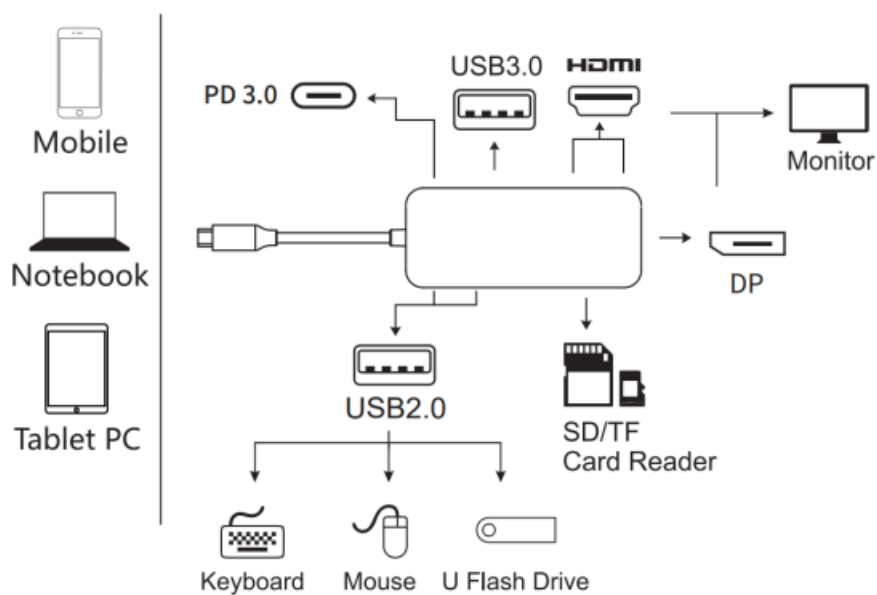 Mobile
Notebook
Tablet PC
PD 3.0
USB3.0
HDMI
Monitor
DP
USB2.0
SD/TF
Card Reader
Keyboard
Mouse
U Flash Drive